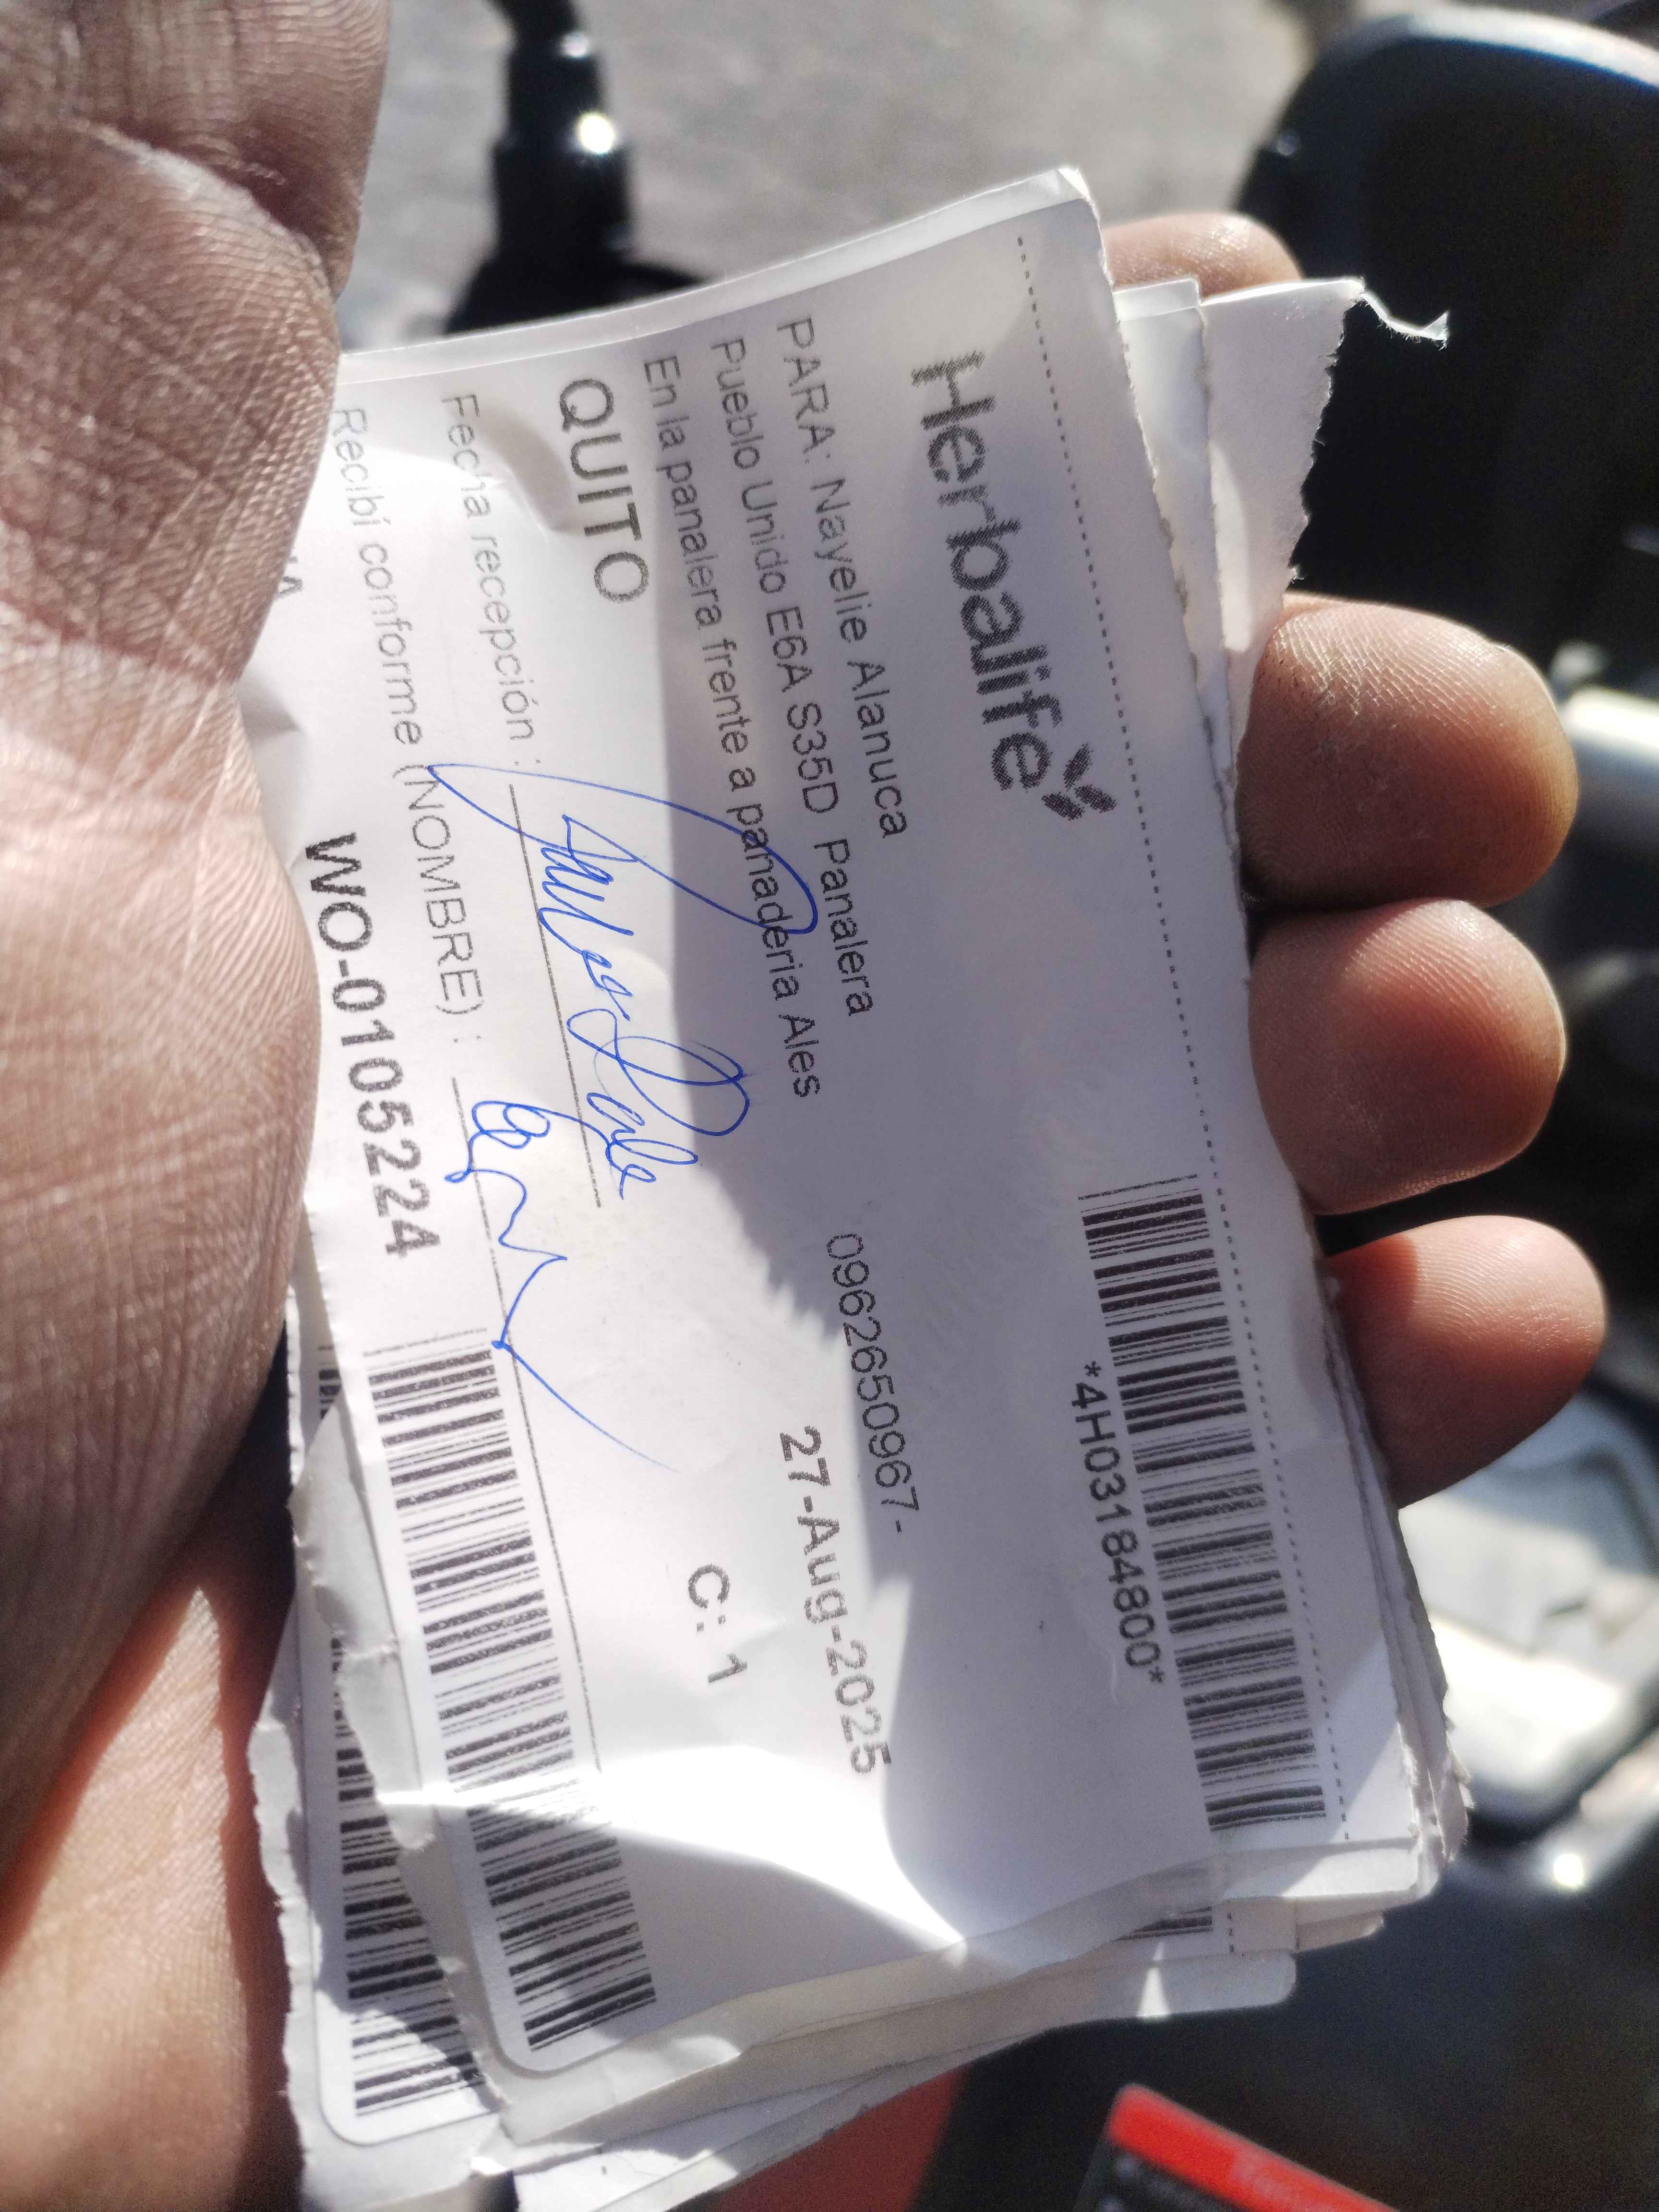 Herbalife
*4H03184800*
PARA: Nayelie Alanuca
Pueblo Unido E6A S35D Panalera 0962650967-
En la panalera frente a panaderia Ales 27-Aug-2025
QUITO C: 1
Fecha recepción :
Recibí conforme (NOMBRE) :
WO-0105224